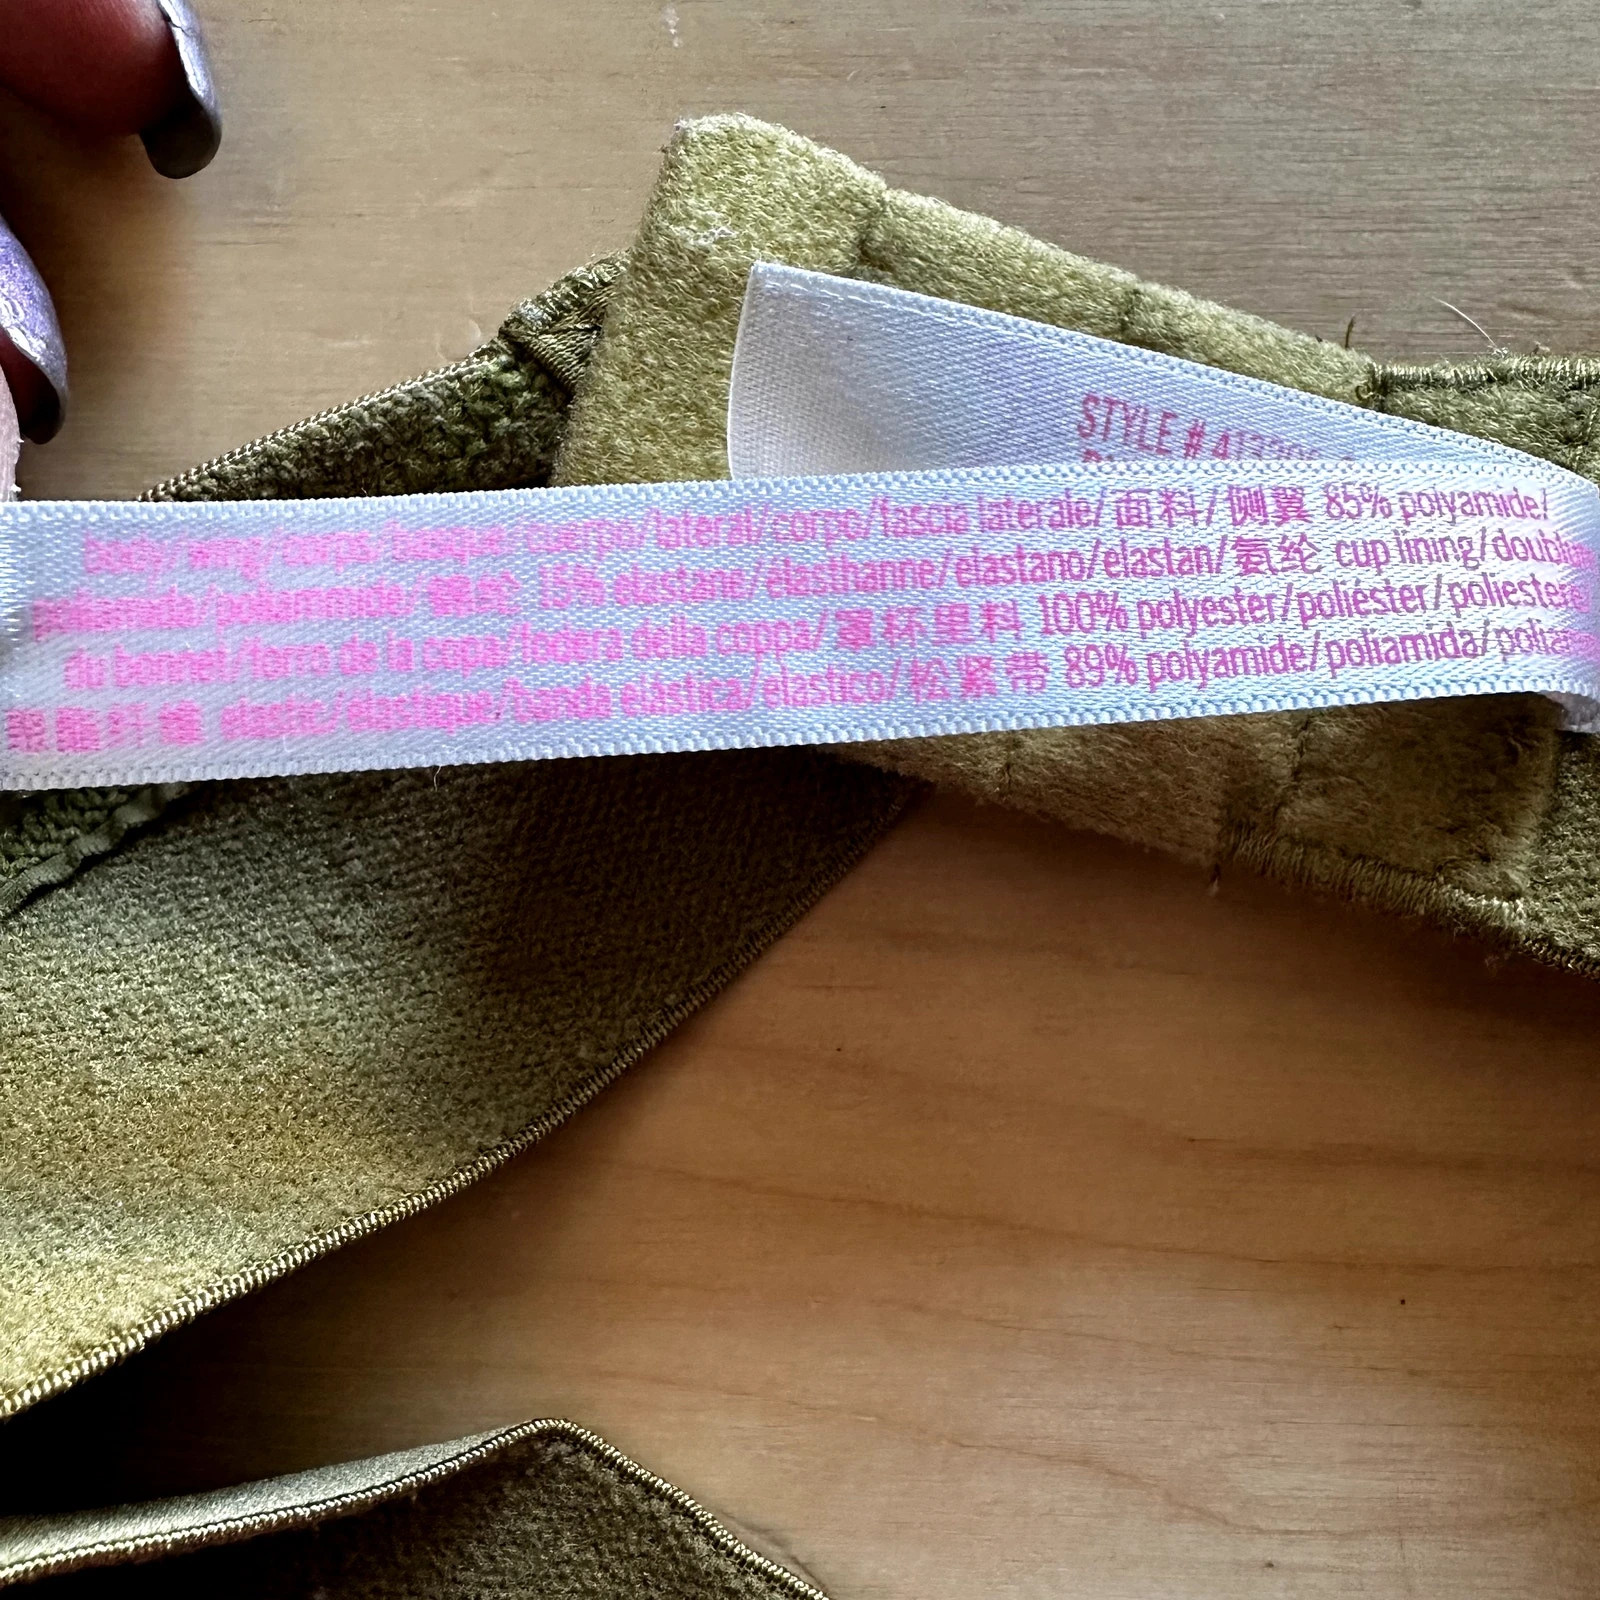 STYLE # 
body/wing/corps/basque/cuerpo/lateral/corpo/fascia laterale/面料/侧翼 85% polyamide/
poliamida/poliammide/锦纶 15% elastane/élasthanne/elastano/elastan/氨纶 cup lining/doublure
du bonnet/forro de la copa/fodera della coppa/罩杯里料 100% polyester/poliéster/poliestere
聚酯纤维 elastic/élastique/banda elástica/elastico/松紧带 89% polyamide/poliamida/